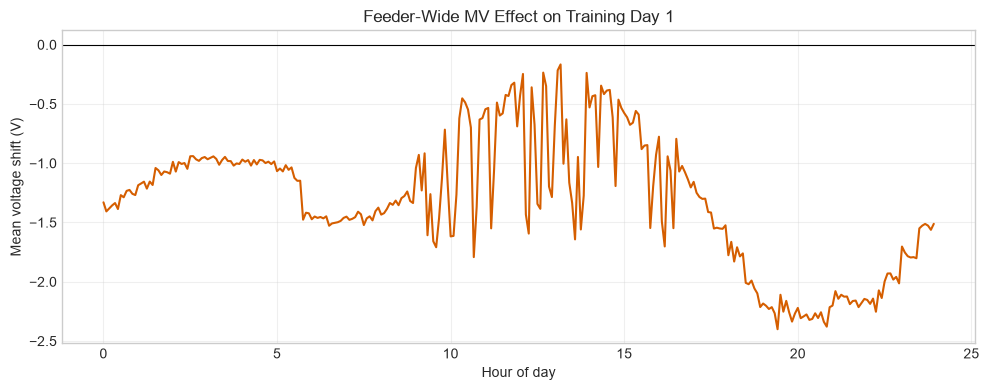 Feeder-Wide MV Effect on Training Day 1
0.0
−0.5
−1.0
−1.5
−2.0
−2.5
Mean voltage shift (V)
0 5 10 15 20 25
Hour of day